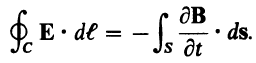 ∮_C E · dℓ = −∫_S ∂B/∂t · ds.